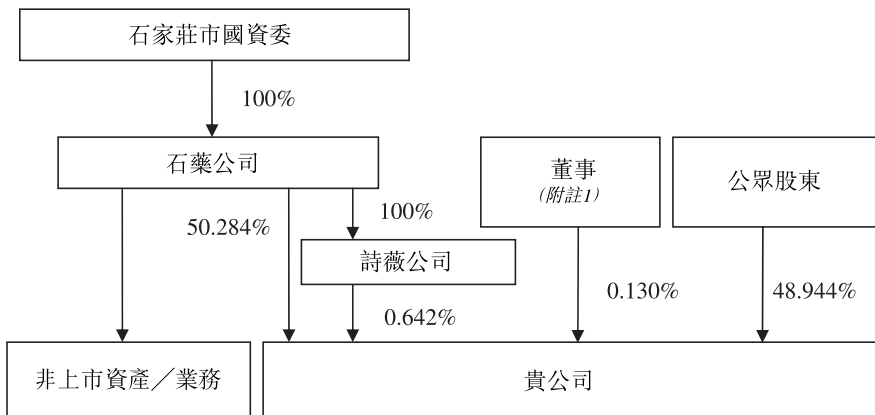 石家莊市國資委
100%
石藥公司
董事
(附註1)
公眾股東
50.284%
100%
詩薇公司
0.642%
0.130%
48.944%
非上市資產／業務
貴公司